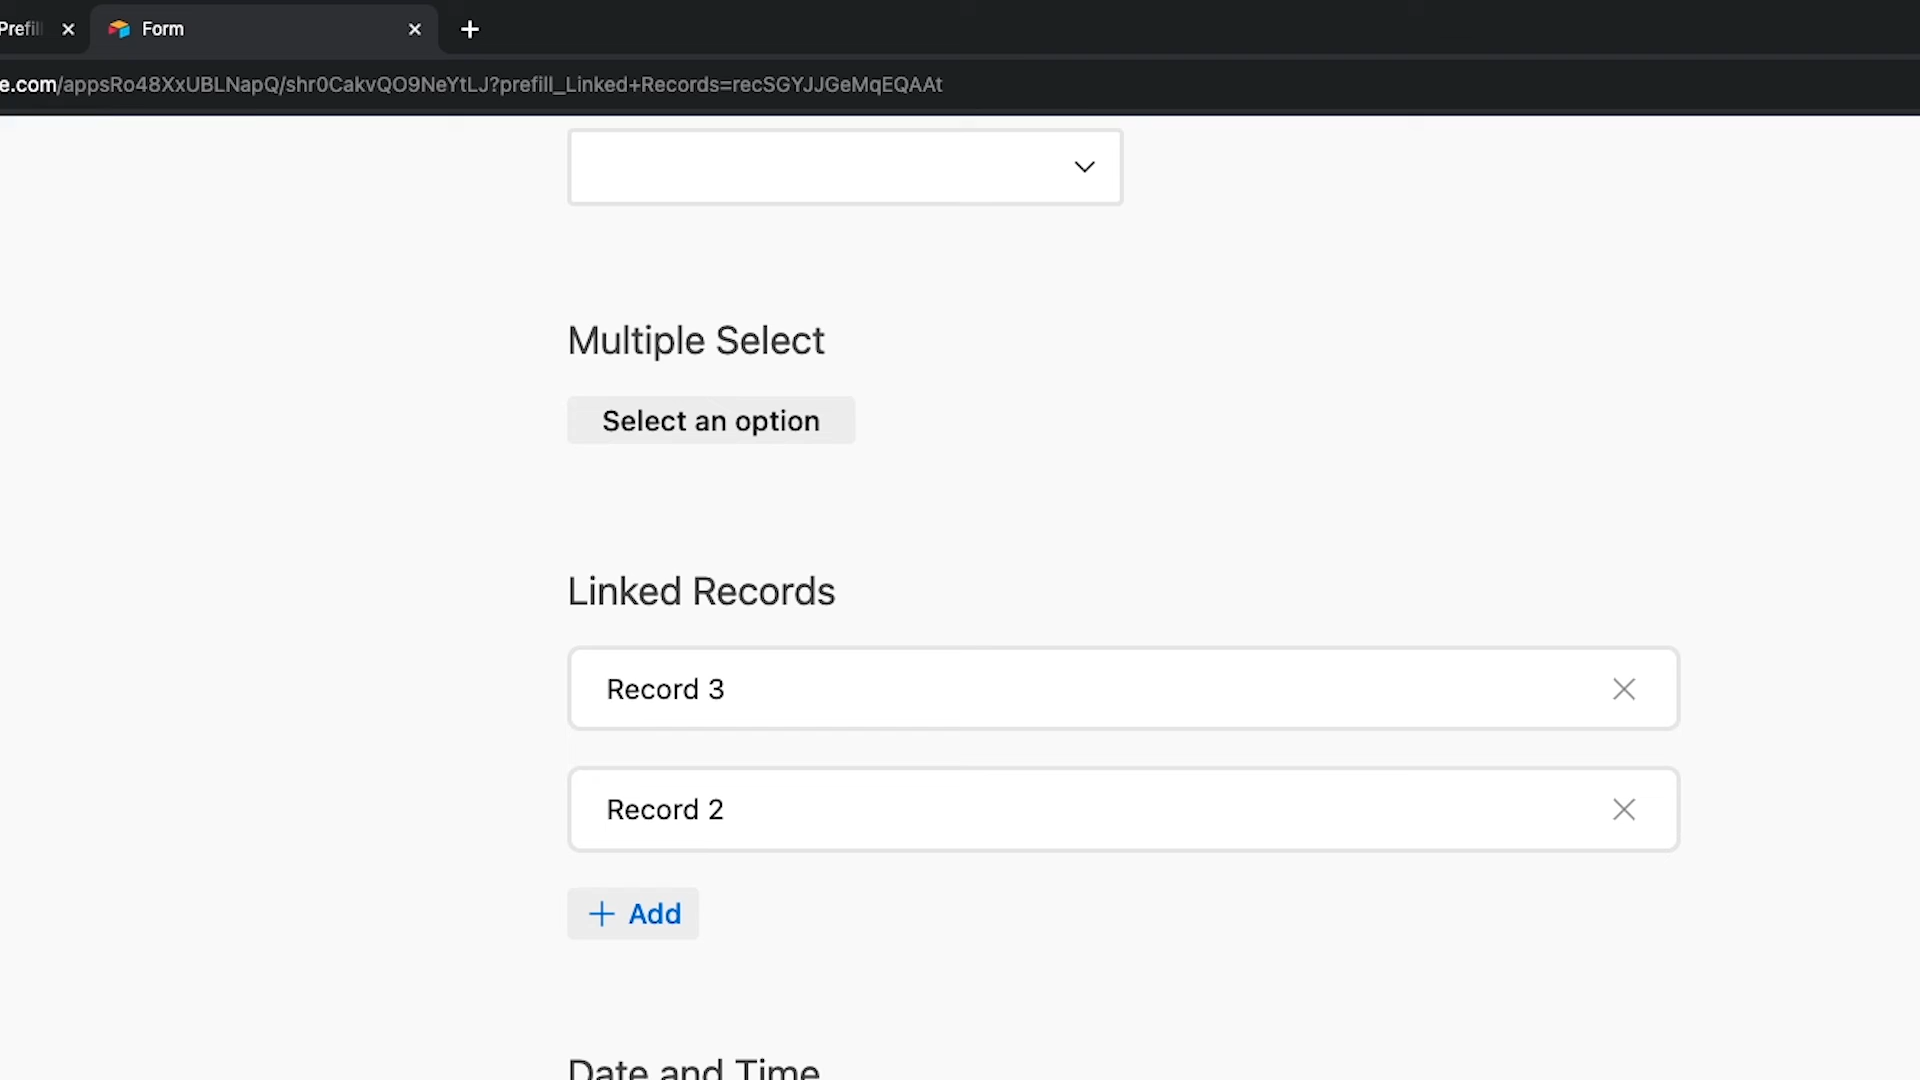 Prefill
Form
e.com/appsRo48XxUBLNapQ/shr0CakvQO9NeYtLJ?prefill_Linked+Records=recSGYJJGeMqEQAAt
Multiple Select
Select an option
Linked Records
Record 3
Record 2
+ Add
Date and Time